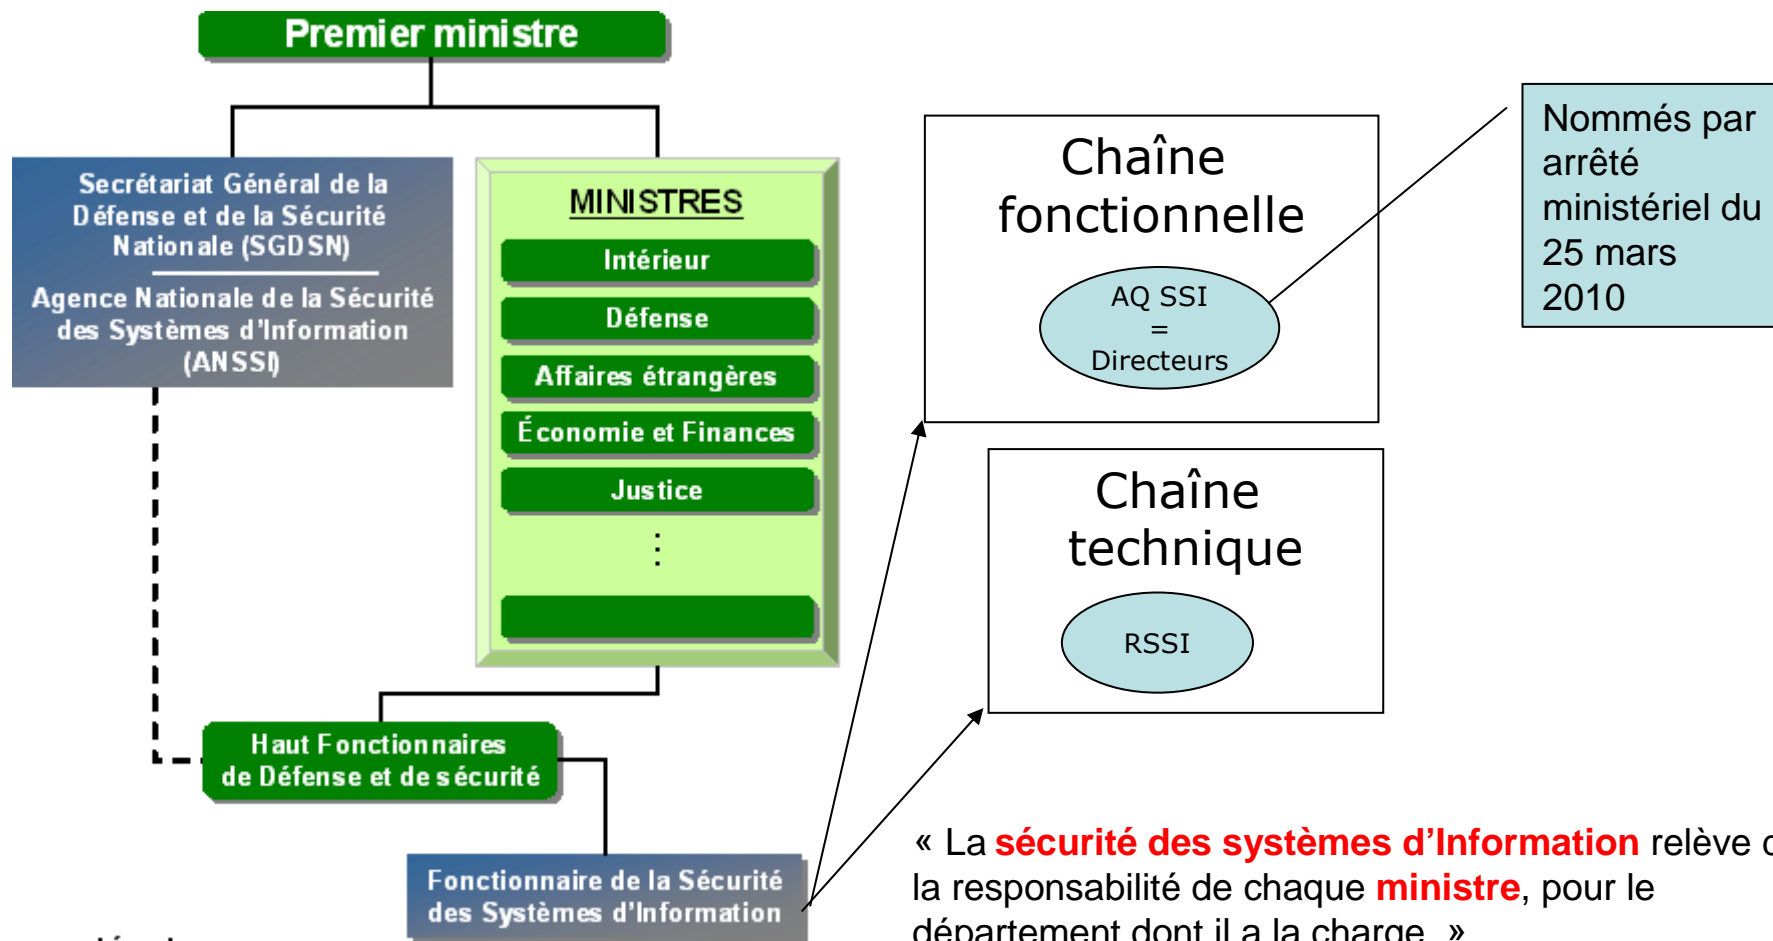 Premier ministre
Secrétariat Général de la
Défense et de la Sécurité
Nationale (SGDSN)
Agence Nationale de la Sécurité
des Systèmes d'Information
(ANSSI)
MINISTRES
Intérieur
Défense
Affaires étrangères
Économie et Finances
Justice
⋮
Haut Fonctionnaires
de Défense et de sécurité
Fonctionnaire de la Sécurité
des Systèmes d'Information
Chaîne
fonctionnelle
AQ SSI
=
Directeurs
Nommés par
arrêté
ministériel du
25 mars
2010
Chaîne
technique
RSSI
« La sécurité des systèmes d'Information relève
la responsabilité de chaque ministre, pour le
département dont il a la charge. »